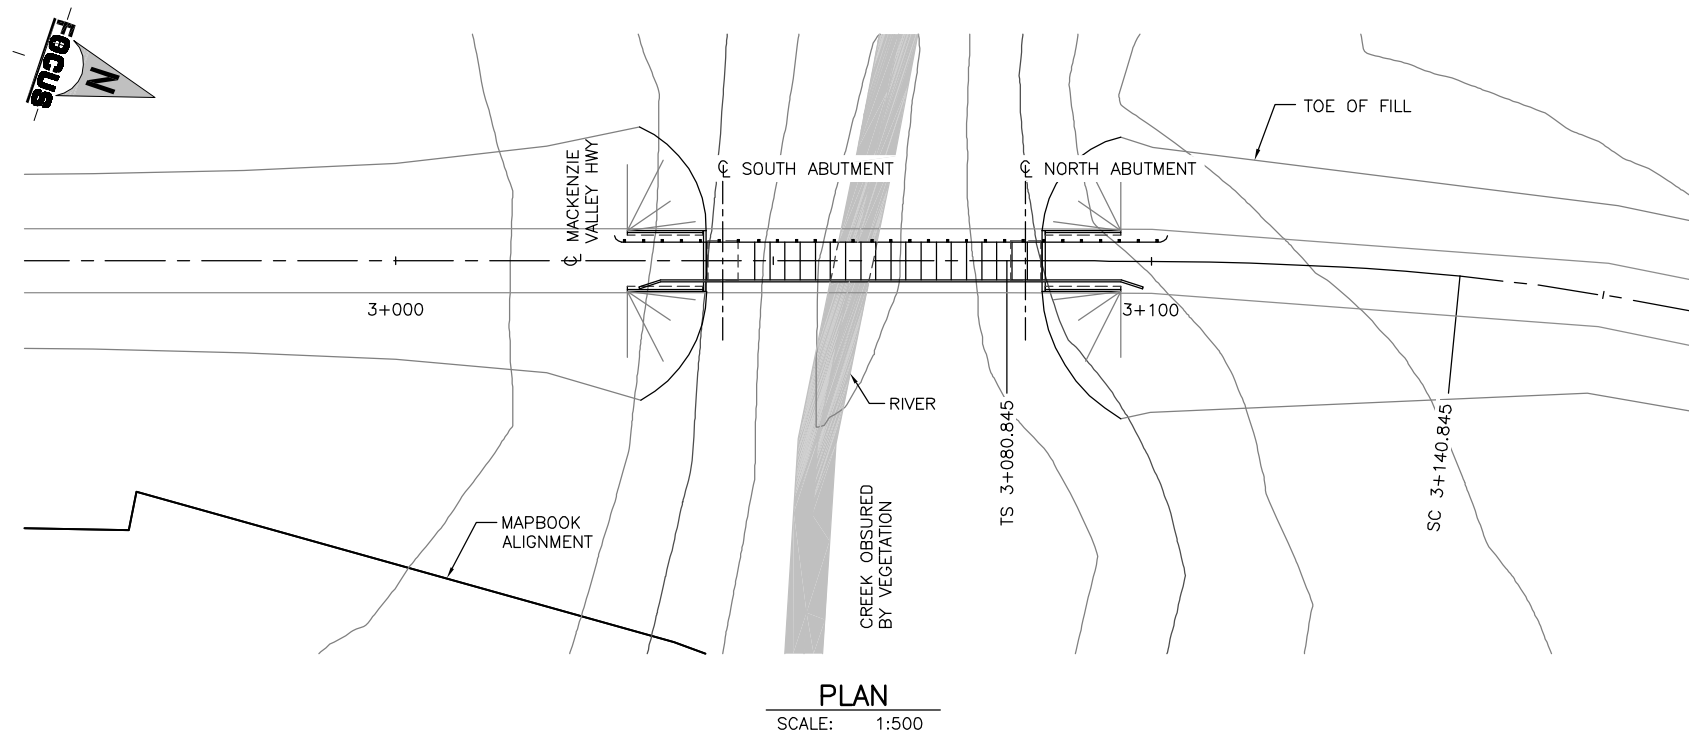 FOCUS
N
TOE OF FILL
℄ MACKENZIE
VALLEY HWY
℄ SOUTH ABUTMENT
℄ NORTH ABUTMENT
3+000
3+100
RIVER
TS 3+080.845
SC 3+140.845
MAPBOOK
ALIGNMENT
CREEK OBSURED
BY VEGETATION
PLAN
SCALE: 1:500